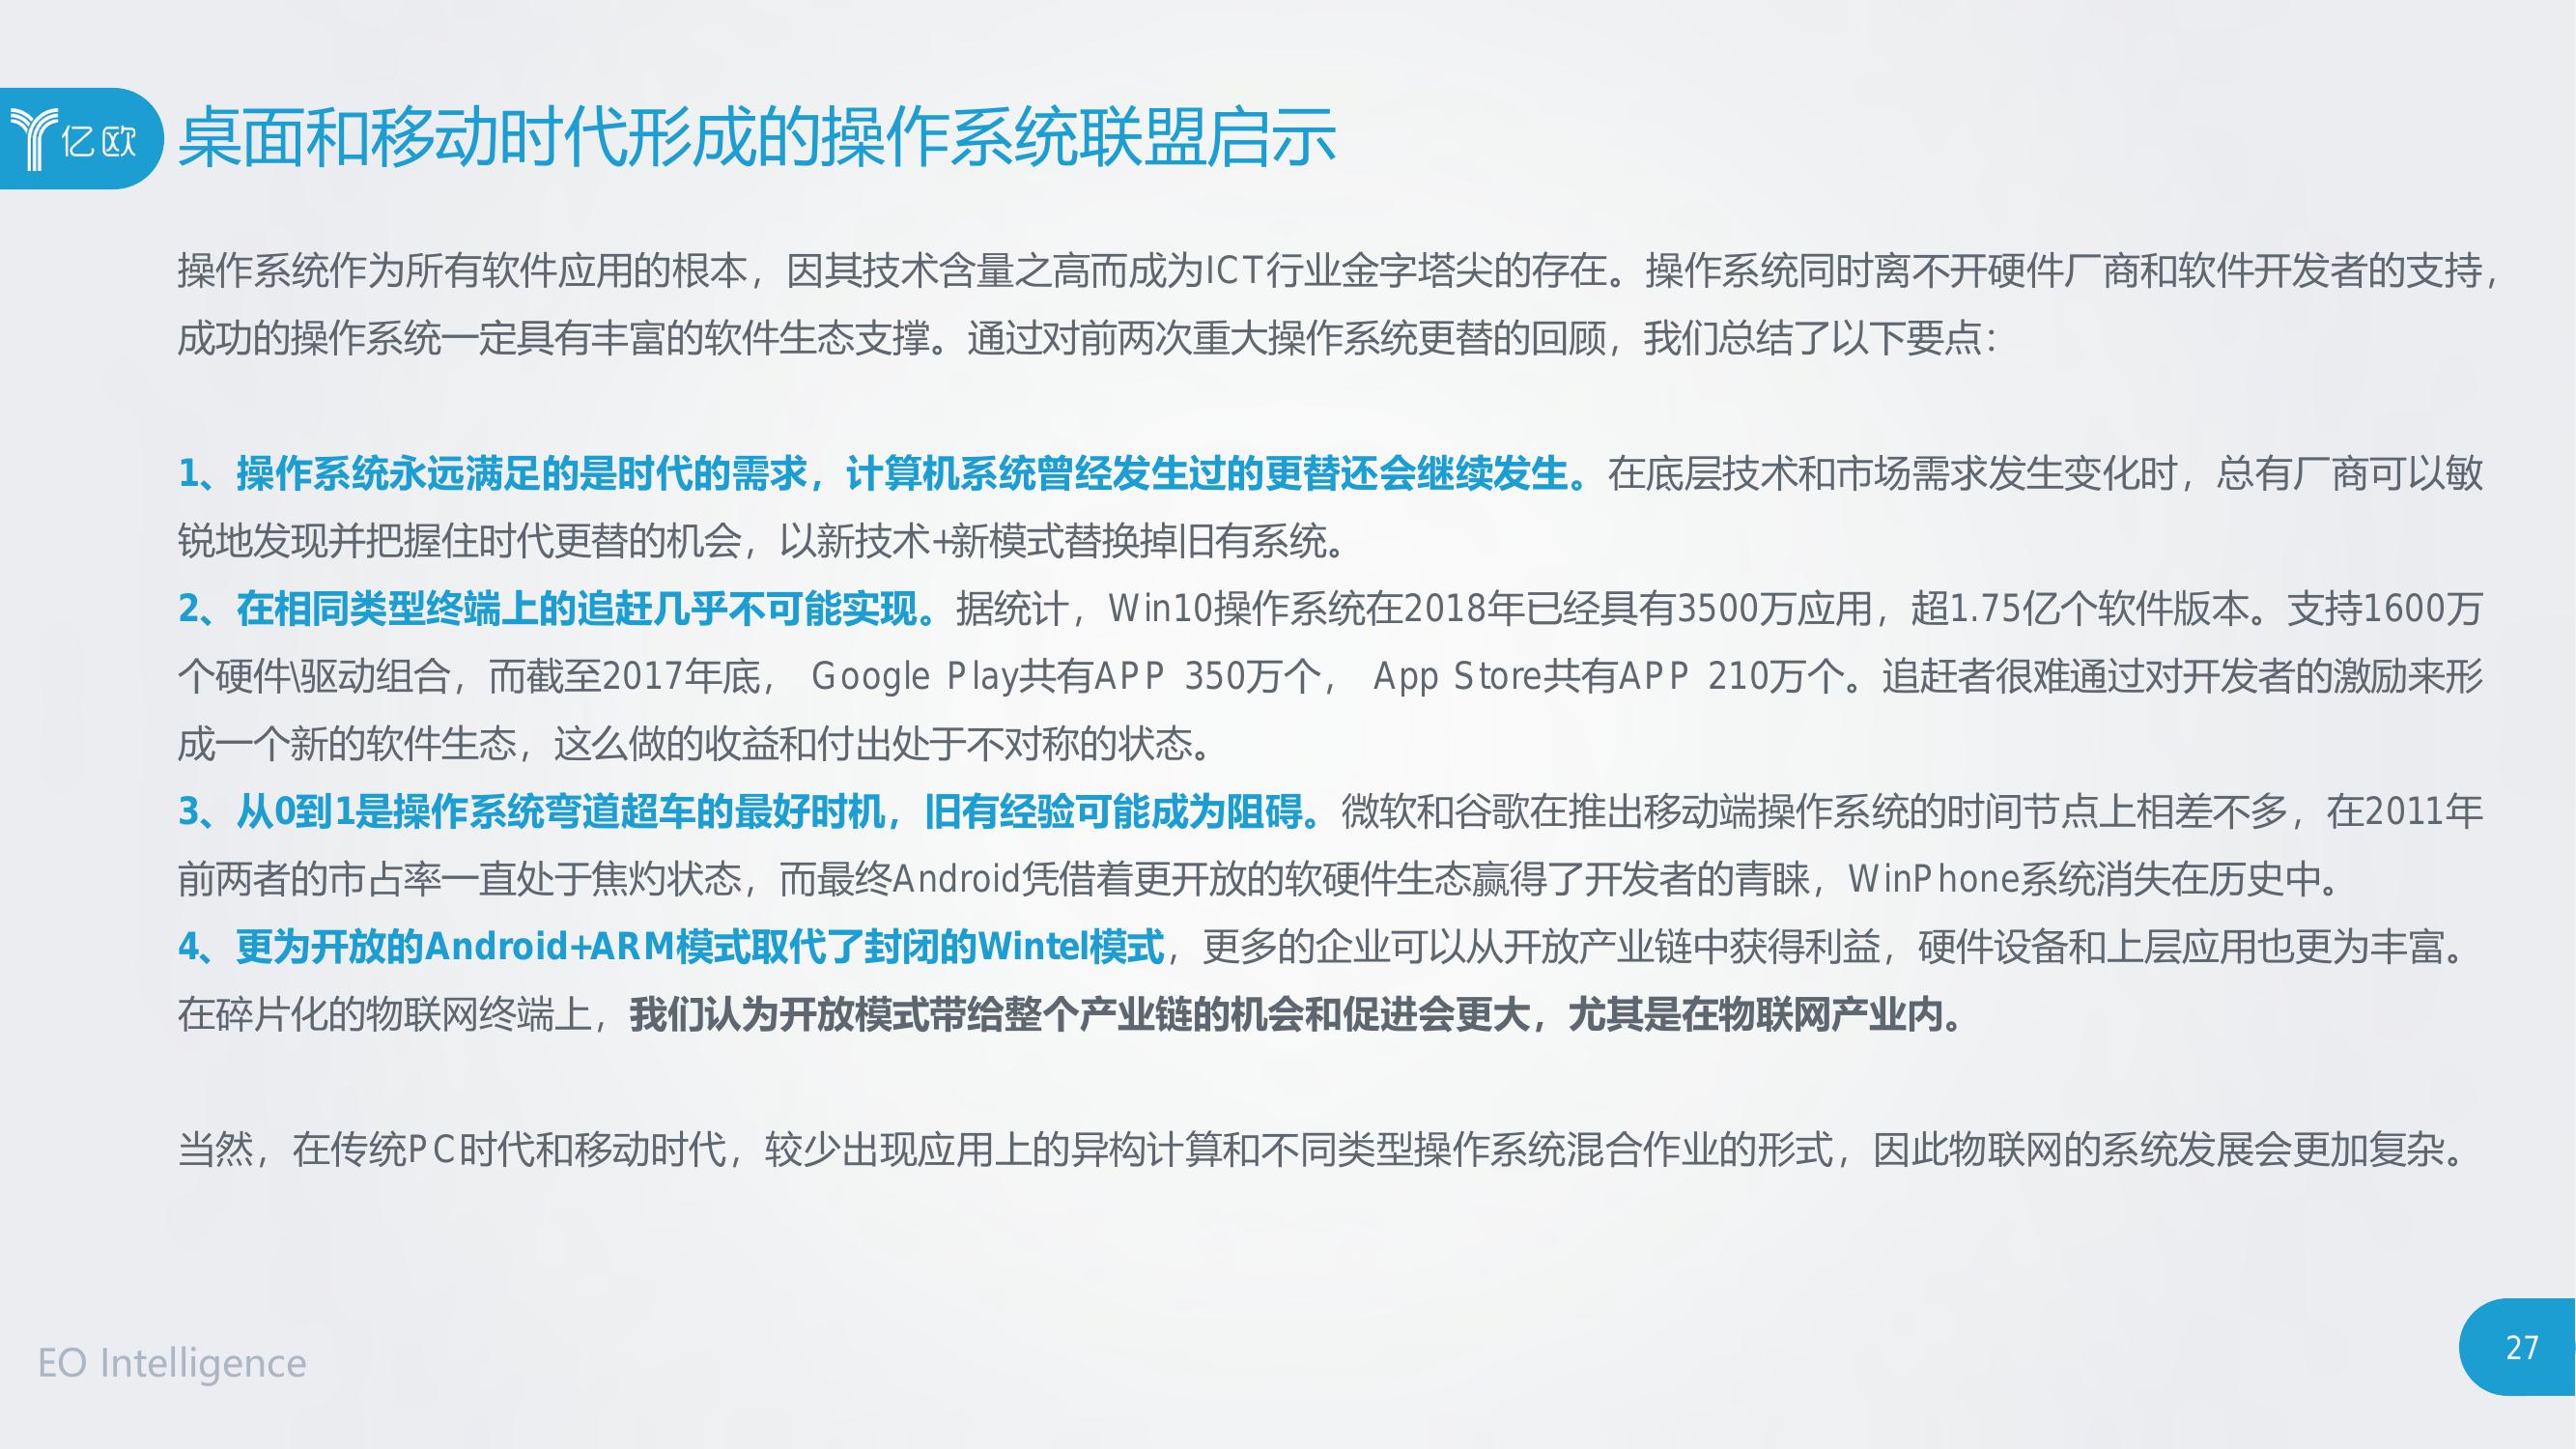 亿欧
桌面和移动时代形成的操作系统联盟启示
操作系统作为所有软件应用的根本，因其技术含量之高而成为ICT行业金字塔尖的存在。操作系统同时离不开硬件厂商和软件开发者的支持，
成功的操作系统一定具有丰富的软件生态支撑。通过对前两次重大操作系统更替的回顾，我们总结了以下要点：
1、操作系统永远满足的是时代的需求，计算机系统曾经发生过的更替还会继续发生。在底层技术和市场需求发生变化时，总有厂商可以敏
锐地发现并把握住时代更替的机会，以新技术+新模式替换掉旧有系统。
2、在相同类型终端上的追赶几乎不可能实现。据统计，Win10操作系统在2018年已经具有3500万应用，超1.75亿个软件版本。支持1600万
个硬件\驱动组合，而截至2017年底， Google Play共有APP 350万个， App Store共有APP 210万个。追赶者很难通过对开发者的激励来形
成一个新的软件生态，这么做的收益和付出处于不对称的状态。
3、从0到1是操作系统弯道超车的最好时机，旧有经验可能成为阻碍。微软和谷歌在推出移动端操作系统的时间节点上相差不多，在2011年
前两者的市占率一直处于焦灼状态，而最终Android凭借着更开放的软硬件生态赢得了开发者的青睐，WinPhone系统消失在历史中。
4、更为开放的Android+ARM模式取代了封闭的Wintel模式，更多的企业可以从开放产业链中获得利益，硬件设备和上层应用也更为丰富。
在碎片化的物联网终端上，我们认为开放模式带给整个产业链的机会和促进会更大，尤其是在物联网产业内。
当然，在传统PC时代和移动时代，较少出现应用上的异构计算和不同类型操作系统混合作业的形式，因此物联网的系统发展会更加复杂。
EO Intelligence
27